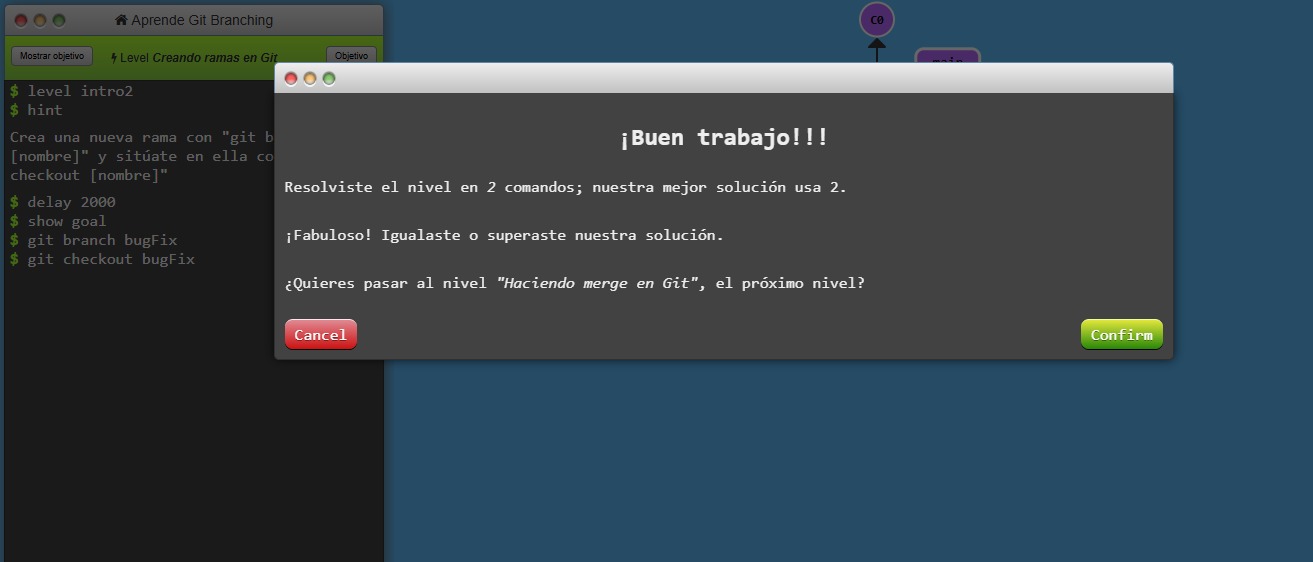 Aprende Git Branching
Mostrar objetivo
Level Creando ramas en Git
Objetivo
$ level intro2
$ hint
Crea una nueva rama con "git b
[nombre]" y sitúate en ella co
checkout [nombre]"
$ delay 2000
$ show goal
$ git branch bugFix
$ git checkout bugFix
C0
main
¡Buen trabajo!!!
Resolviste el nivel en 2 comandos; nuestra mejor solución usa 2.
¡Fabuloso! Igualaste o superaste nuestra solución.
¿Quieres pasar al nivel "Haciendo merge en Git", el próximo nivel?
Cancel
Confirm